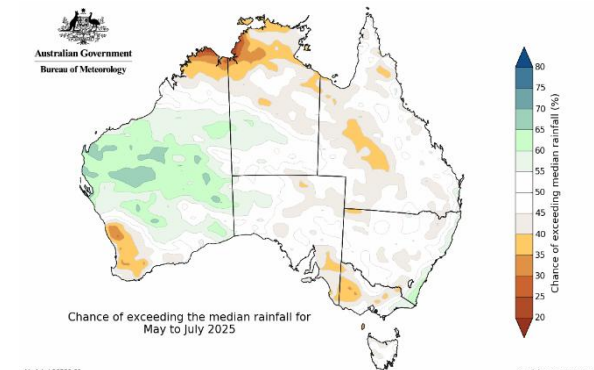 Australian Government
Bureau of Meteorology
80
75
70
65
60
55
50
45
40
35
30
25
20
Chance of exceeding median rainfall (%)
Chance of exceeding the median rainfall for
May to July 2025